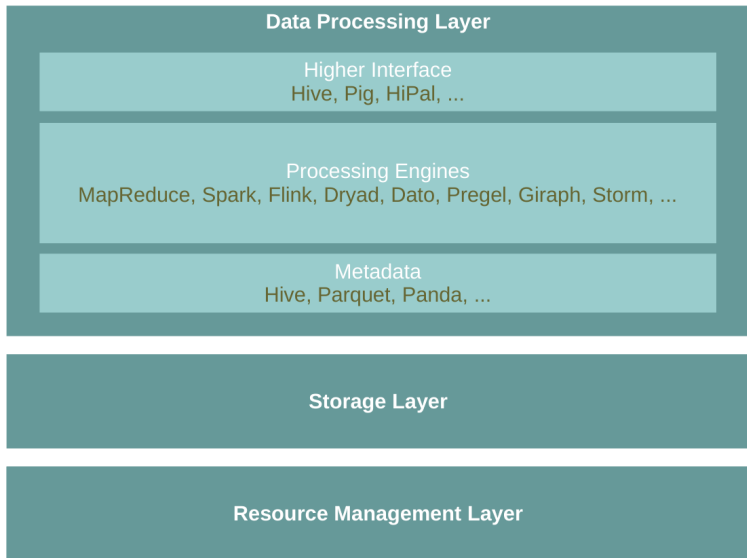 Data Processing Layer
Higher Interface
Hive, Pig, HiPal, ...
Processing Engines
MapReduce, Spark, Flink, Dryad, Dato, Pregel, Giraph, Storm, ...
Metadata
Hive, Parquet, Panda, ...
Storage Layer
Resource Management Layer